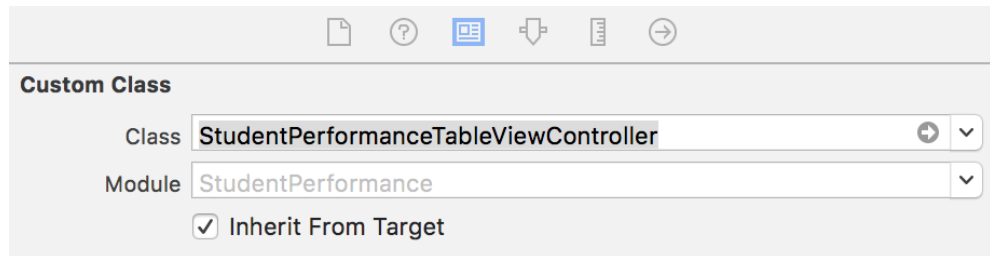 ?
Custom Class
Class StudentPerformanceTableViewController
Module StudentPerformance
Inherit From Target